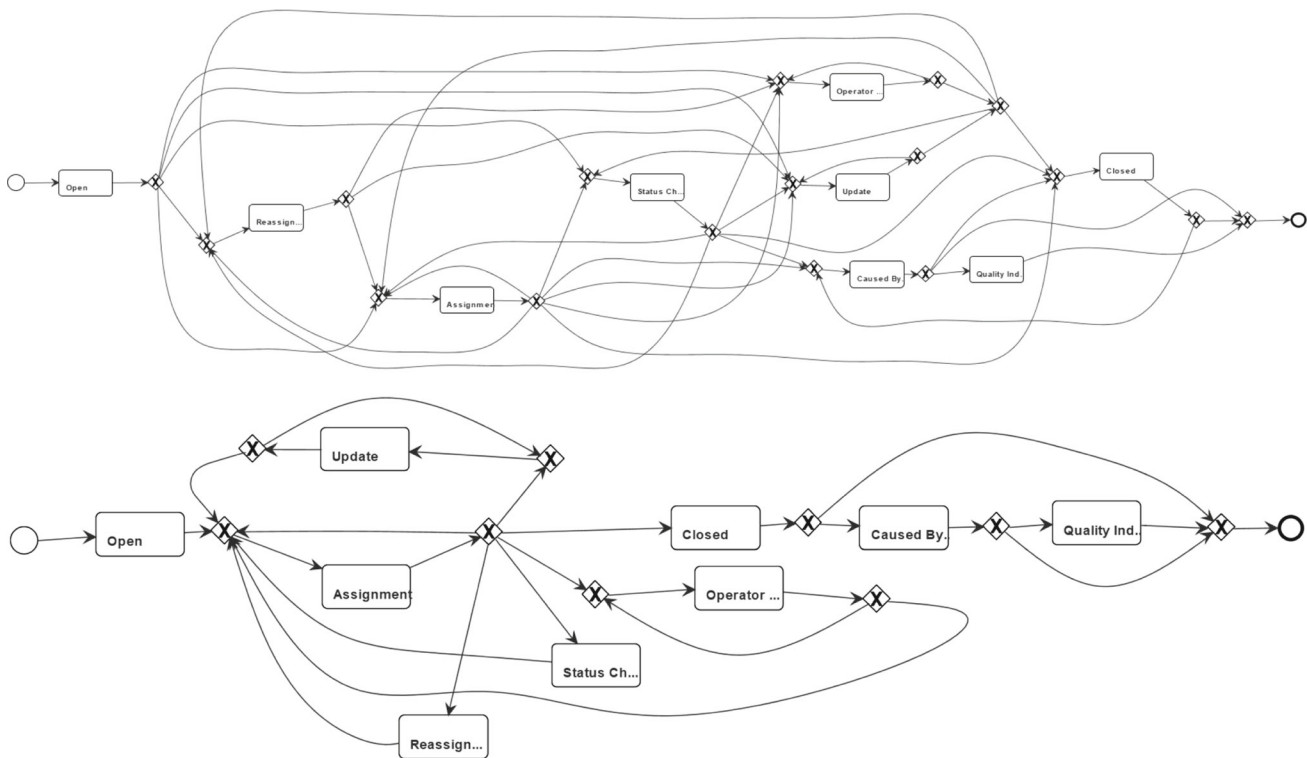 Operator ...
Open
Status Ch...
Update
Closed
Reassign...
Caused By.
Quality Ind.
Assignmen
Update
Open
Closed
Caused By..
Quality Ind..
Assignment
Operator ...
Status Ch...
Reassign...